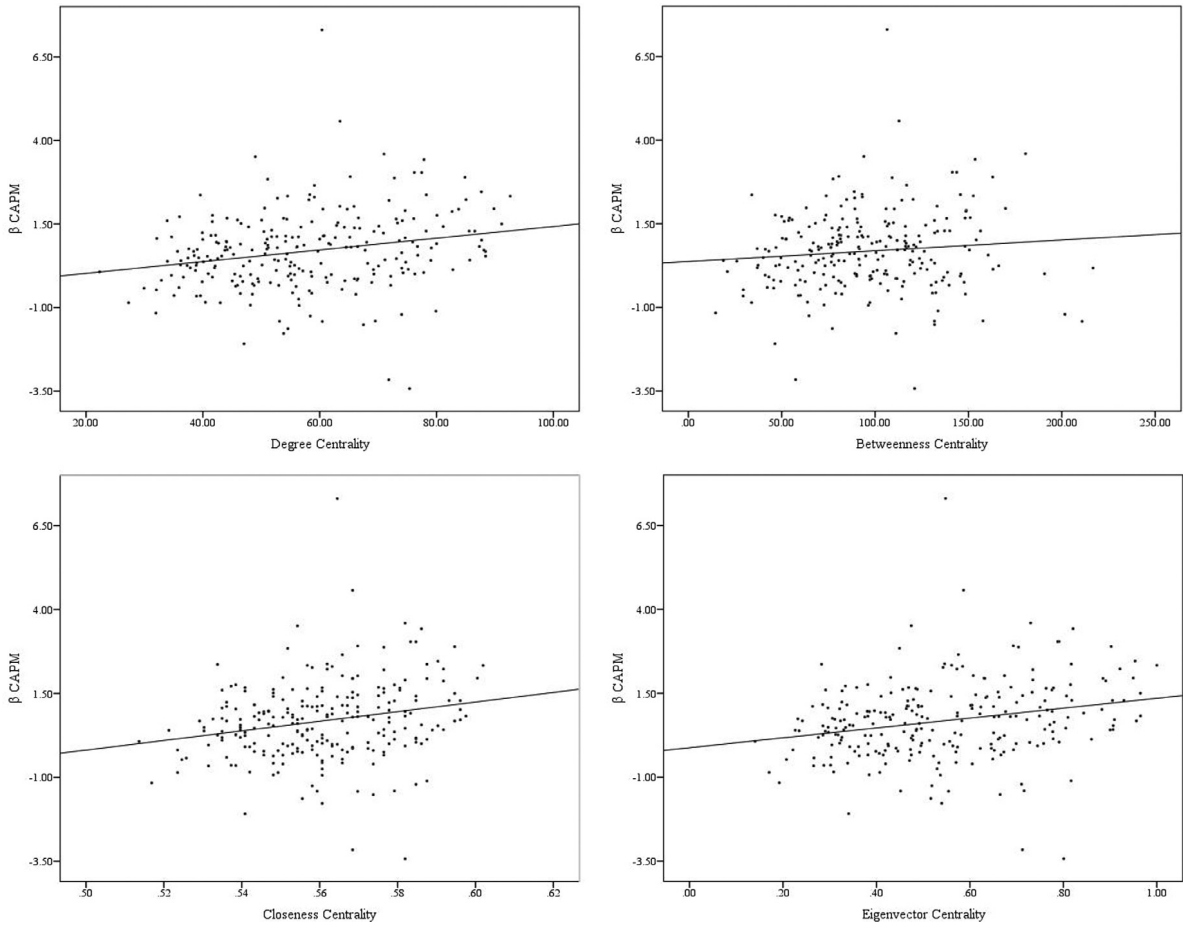 β CAPM
6.50
4.00
1.50
-1.00
-3.50
20.00 40.00 60.00 80.00 100.00
Degree Centrality
β CAPM
6.50
4.00
1.50
-1.00
-3.50
.00 50.00 100.00 150.00 200.00 250.00
Betweenness Centrality
β CAPM
6.50
4.00
1.50
-1.00
-3.50
.50 .52 .54 .56 .58 .60 .62
Closeness Centrality
β CAPM
6.50
4.00
1.50
-1.00
-3.50
.00 .20 .40 .60 .80 1.00
Eigenvector Centrality